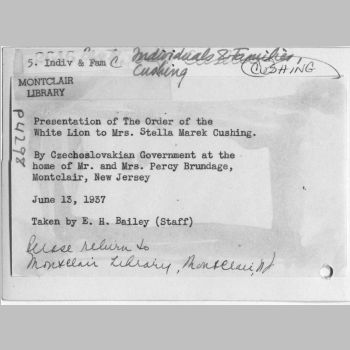 5. Indiv & Fam C
Individuals & Families,
Cushing
CUSHING
MONTCLAIR
LIBRARY
P4298
Presentation of The Order of the
White Lion to Mrs. Stella Marek Cushing.
By Czechoslovakian Government at the
home of Mr. and Mrs. Percy Brundage,
Montclair, New Jersey
June 13, 1937
Taken by E. H. Bailey (Staff)
Please return to
Montclair Library, Montclair, NJ